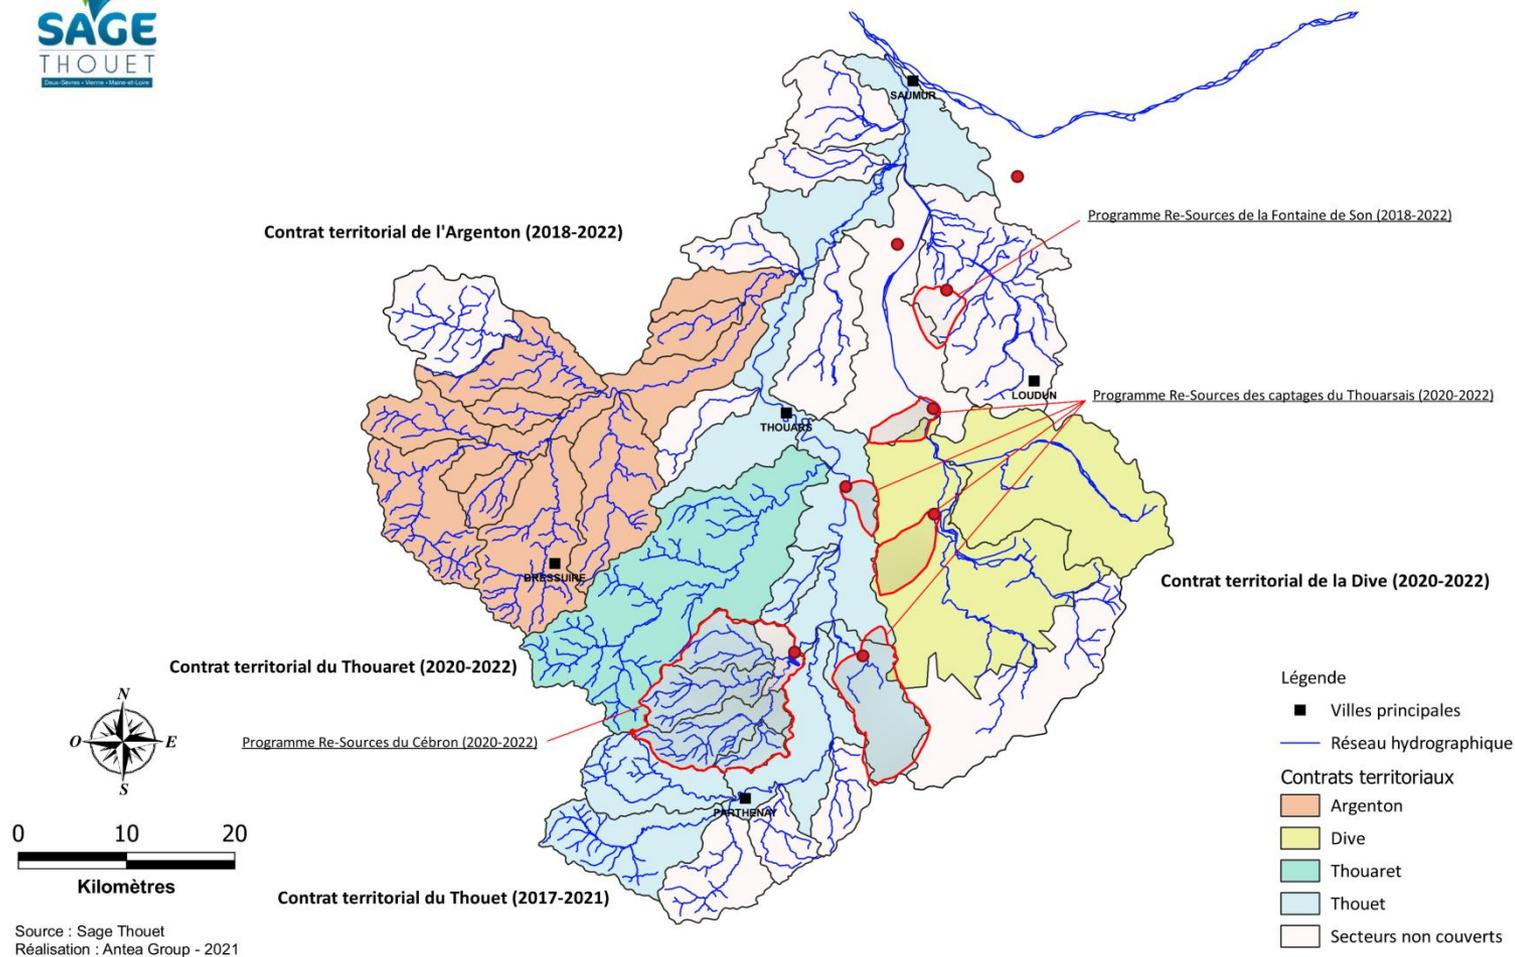 SAGE
THOUET
Deux-Sèvres • Vienne • Maine-et-Loire
SAUMUR
Programme Re-Sources de la Fontaine de Son (2018-2022)
Contrat territorial de l'Argenton (2018-2022)
LOUDUN
Programme Re-Sources des captages du Thouarsais (2020-2022)
THOUARS
BRESSUIRE
Contrat territorial de la Dive (2020-2022)
Contrat territorial du Thouaret (2020-2022)
Programme Re-Sources du Cébron (2020-2022)
PARTHENAY
Contrat territorial du Thouet (2017-2021)
N
O E
S
0 10 20
Kilomètres
Source : Sage Thouet
Réalisation : Antea Group - 2021
Légende
Villes principales
Réseau hydrographique
Contrats territoriaux
Argenton
Dive
Thouaret
Thouet
Secteurs non couverts